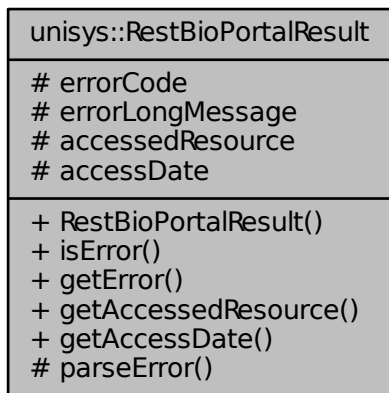 unisys::RestBioPortalResult
# errorCode
# errorLongMessage
# accessedResource
# accessDate
+ RestBioPortalResult()
+ isError()
+ getError()
+ getAccessedResource()
+ getAccessDate()
# parseError()